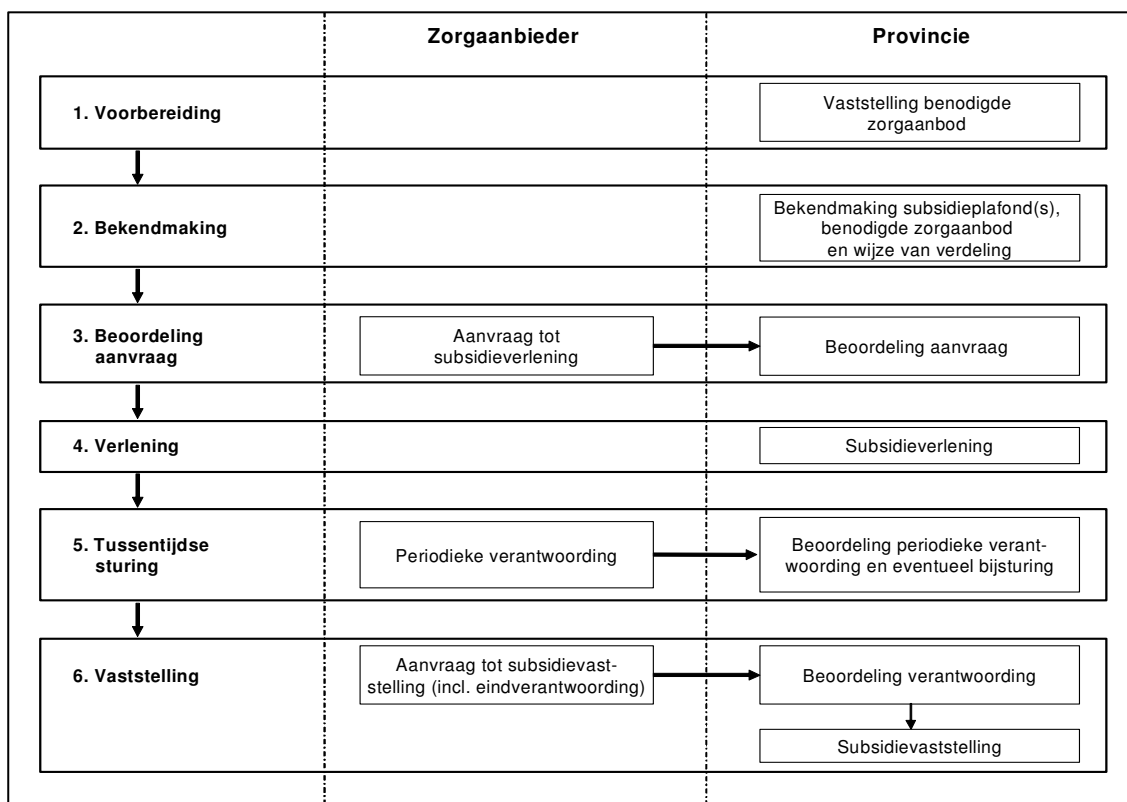 Zorgaanbieder
Provincie
1. Voorbereiding
Vaststelling benodigde
zorgaanbod
2. Bekendmaking
Bekendmaking subsidieplafond(s),
benodigde zorgaanbod
en wijze van verdeling
3. Beoordeling
aanvraag
Aanvraag tot
subsidieverlening
Beoordeling aanvraag
4. Verlening
Subsidieverlening
5. Tussentijdse
sturing
Periodieke verantwoording
Beoordeling periodieke verant-
woording en eventueel bijsturing
6. Vaststelling
Aanvraag tot subsidievast-
stelling (incl. eindverantwoording)
Beoordeling verantwoording
Subsidievaststelling